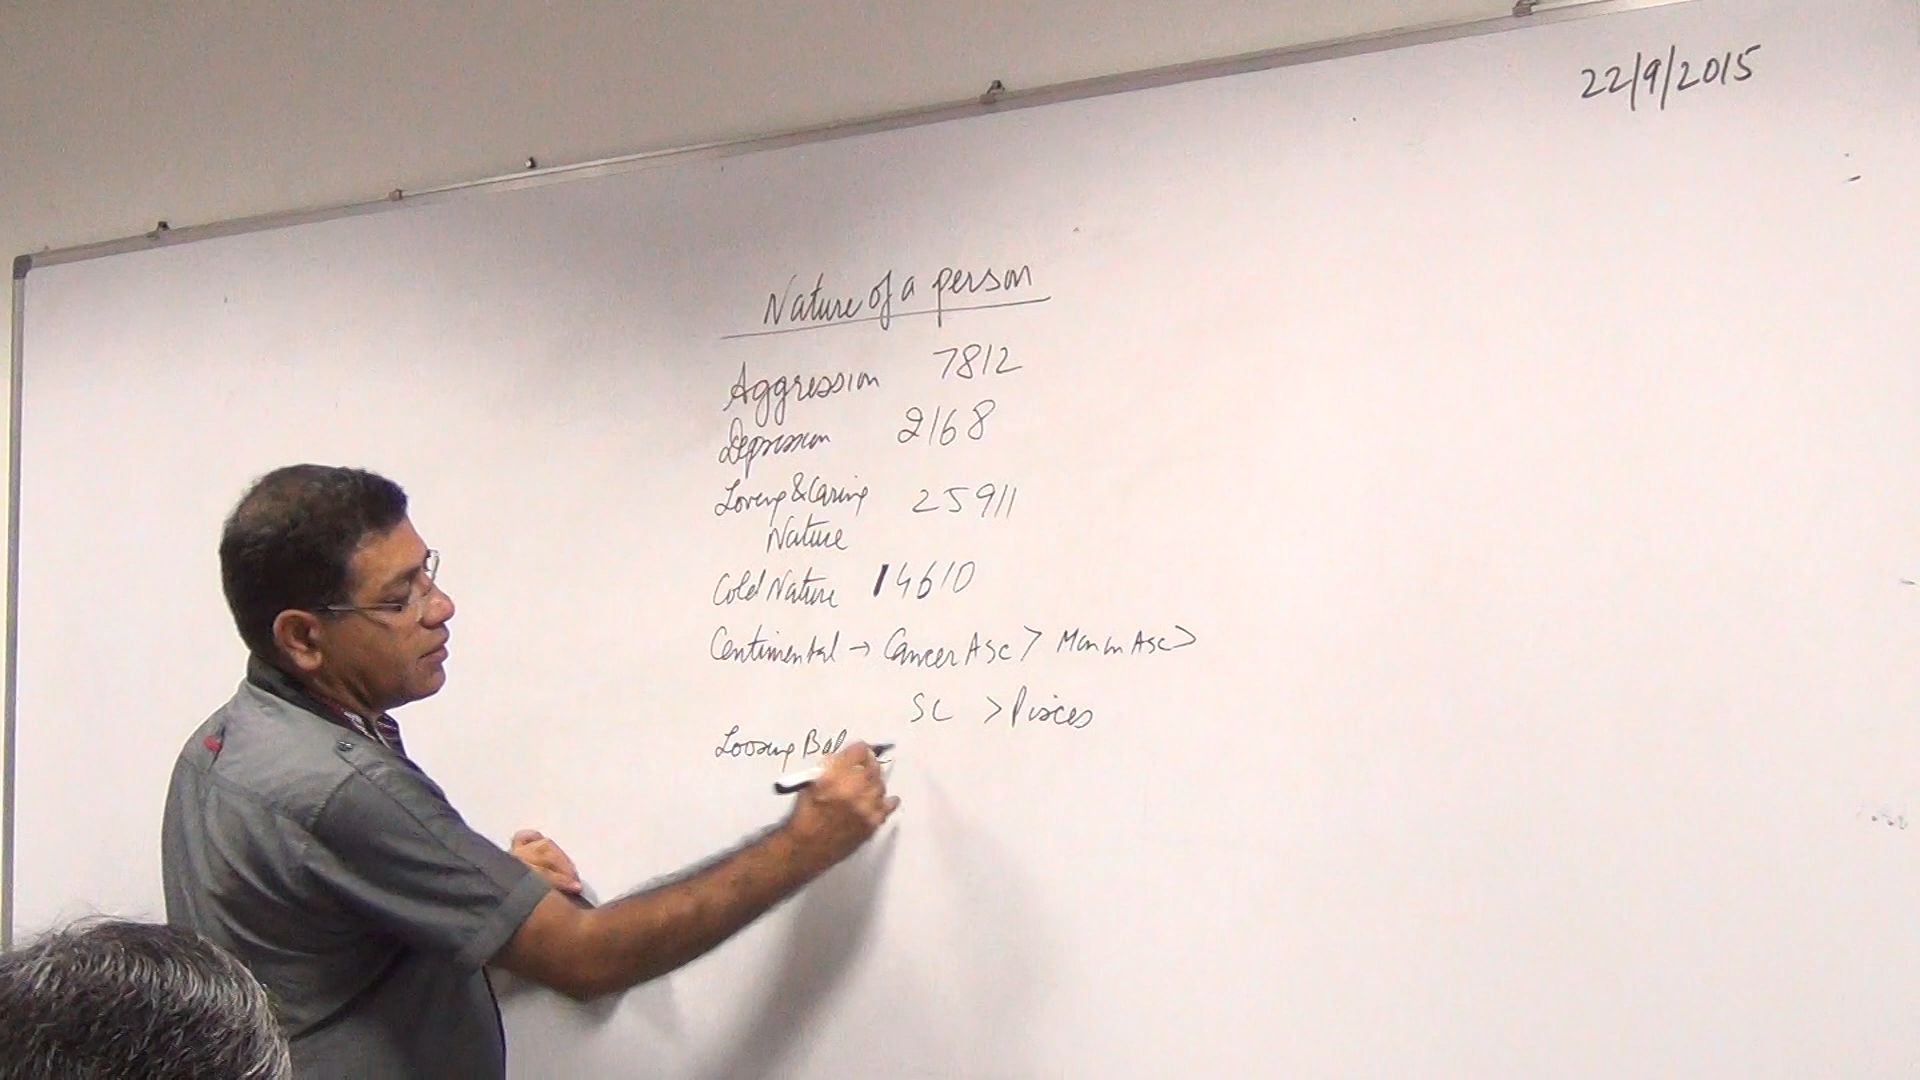 22/9/2015
Nature of a person
Aggression 7812
Depression 2168
Loving & Caring 25911
Nature
Cold Nature 14610
Centimental → Cancer Asc > Moon in Asc >
SC > Pisces
Loosing